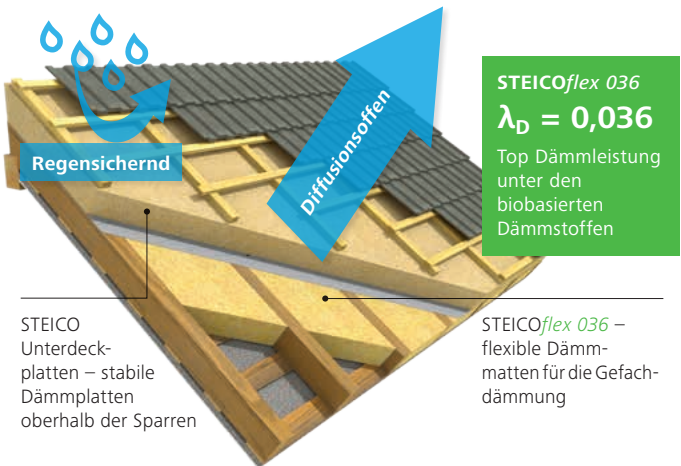 Regensichernd
Diffusionsoffen
STEICOflex 036
λD = 0,036
Top Dämmleistung
unter den
biobasierten
Dämmstoffen
STEICO
Unterdeck-
platten – stabile
Dämmplatten
oberhalb der Sparren
STEICOflex 036 –
flexible Dämm-
matten für die Gefach-
dämmung